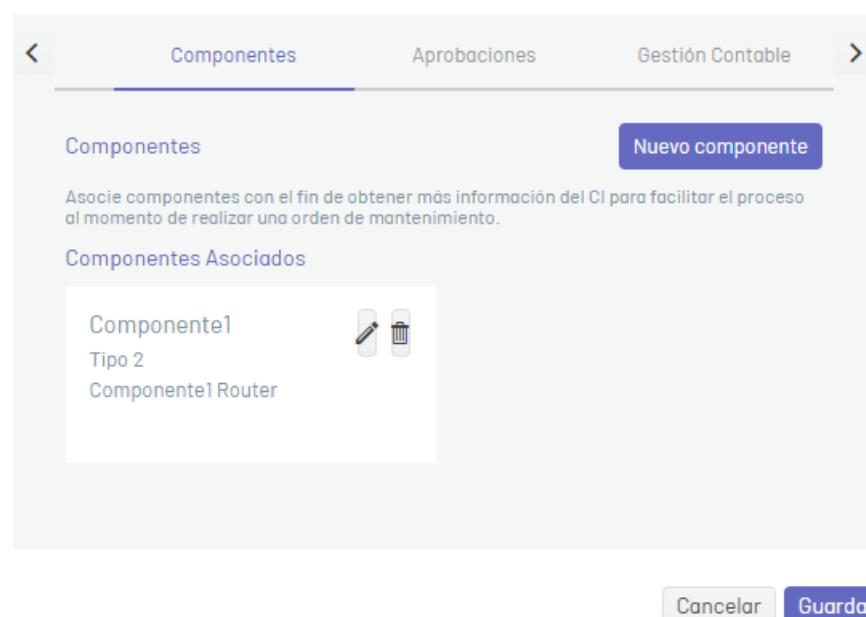 Componentes Aprobaciones Gestión Contable
Componentes Nuevo componente
Asocie componentes con el fin de obtener más información del CI para facilitar el proceso
al momento de realizar una orden de mantenimiento.
Componentes Asociados
Componente1
Tipo 2
Componente1 Router
Cancelar Guarda